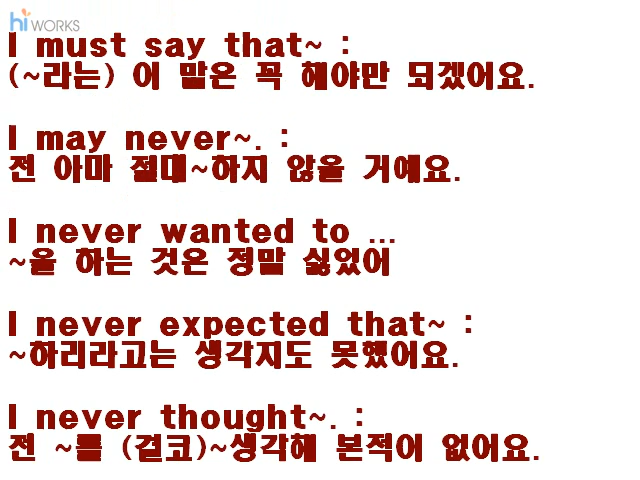 hiWORKS
I must say that~ :
(~라는) 이 말은 꼭 해야만 되겠어요.
I may never~. :
전 아마 절대~하지 않을 거예요.
I never wanted to ...
~을 하는 것은 정말 싫었어
I never expected that~ :
~하리라고는 생각지도 못했어요.
I never thought~. :
전 ~를 (결코)~생각해 본적이 없어요.